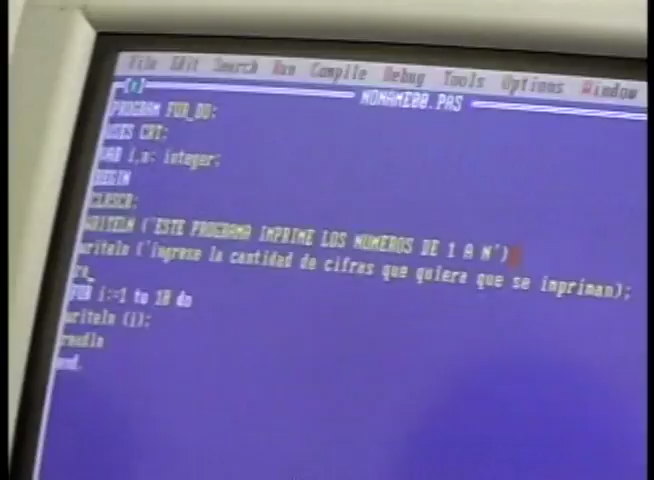 File Edit Search Run Compile Debug Tools Options Window
[■] NONAME00.PAS
PROGRAM FOR_DO;
USES CRT;
VAR i,n: integer;
BEGIN
CLRSCR;
WRITELN ('ESTE PROGRAMA IMPRIME LOS NUMEROS DE 1 A N')
writeln ('ingrese la cantidad de cifras que quiera que se impriman);
re_
FOR i:=1 to 10 do
writeln (i);
readln
end.